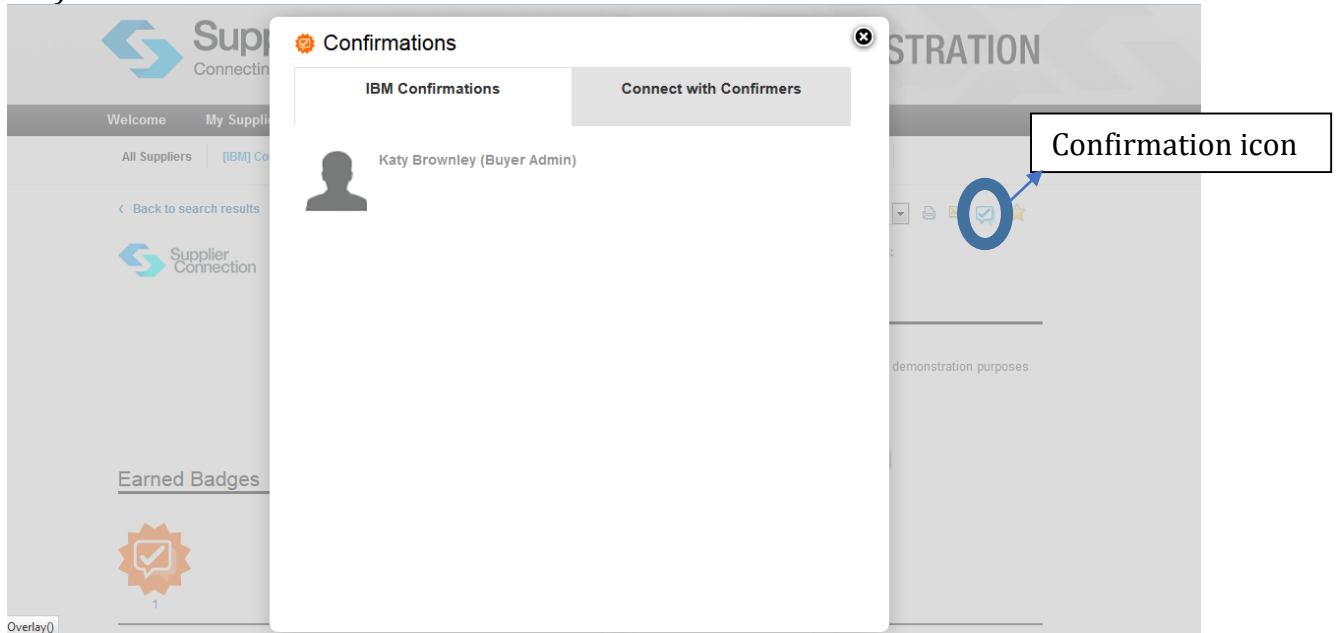 Supp
Connectin
STRATION
Confirmations
IBM Confirmations
Connect with Confirmers
Welcome
My Suppli
Confirmation icon
All Suppliers
[IBM] Co
Katy Brownley (Buyer Admin)
Back to search results
Supplier
Connection
demonstration purposes
Earned Badges
1
Overlay()